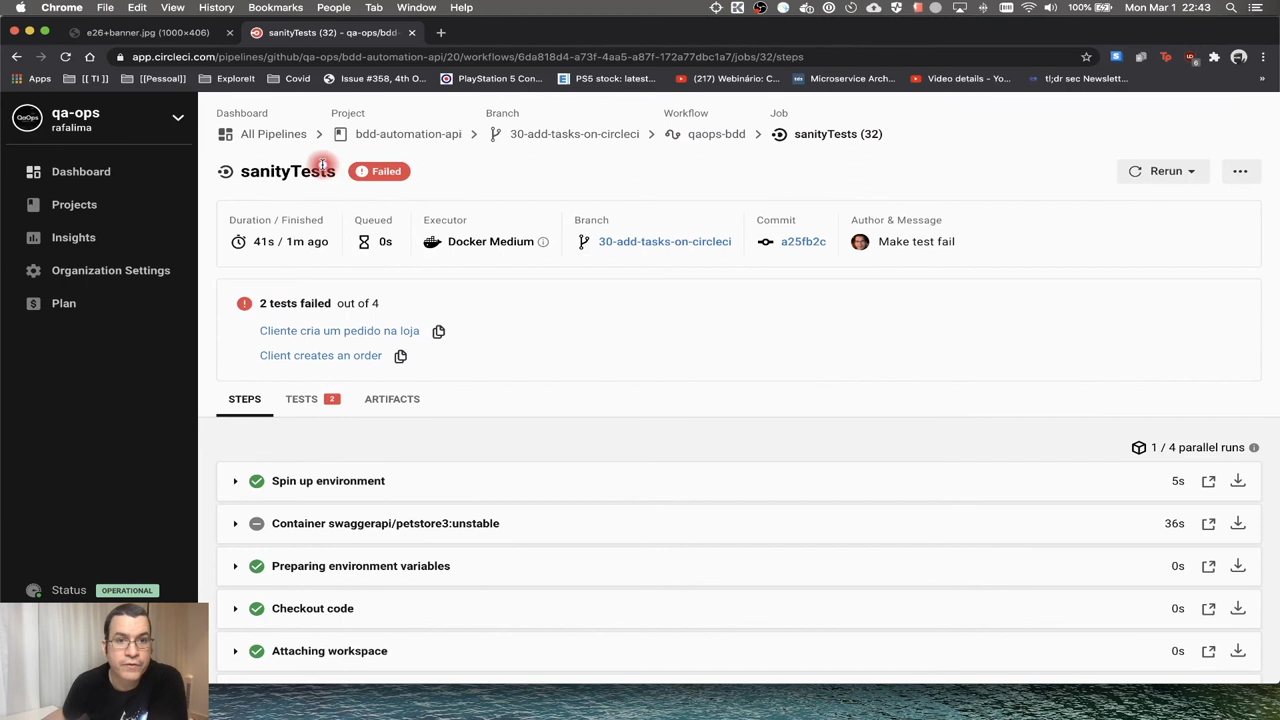 Chrome File Edit View History Bookmarks People Tab Window Help 100% Mon Mar 1 22:43
e26+banner.jpg (1000×406) sanityTests (32) - qa-ops/bdd-
app.circleci.com/pipelines/github/qa-ops/bdd-automation-api/20/workflows/6da818d4-a73f-4aa5-a87f-172a77dbc1a7/jobs/32/steps
Apps [[ TI ]] [[Pessoal]] ExploreIt Covid Issue #358, 4th O... PlayStation 5 Con... PS5 stock: latest... (217) Webinário: C... Microservice Arch... Video details - Yo... tl;dr sec Newslett... »
QaOps
qa-ops
rafalima
Dashboard
Projects
Insights
Organization Settings
Plan
Status OPERATIONAL
Dashboard Project Branch Workflow Job
All Pipelines bdd-automation-api 30-add-tasks-on-circleci qaops-bdd sanityTests (32)
sanityTests Failed Rerun
Duration / Finished Queued Executor Branch Commit Author & Message
41s / 1m ago 0s Docker Medium 30-add-tasks-on-circleci a25fb2c Make test fail
2 tests failed out of 4
Cliente cria um pedido na loja
Client creates an order
STEPS TESTS 2 ARTIFACTS
1 / 4 parallel runs
Spin up environment 5s
Container swaggerapi/petstore3:unstable 36s
Preparing environment variables 0s
Checkout code 0s
Attaching workspace 0s